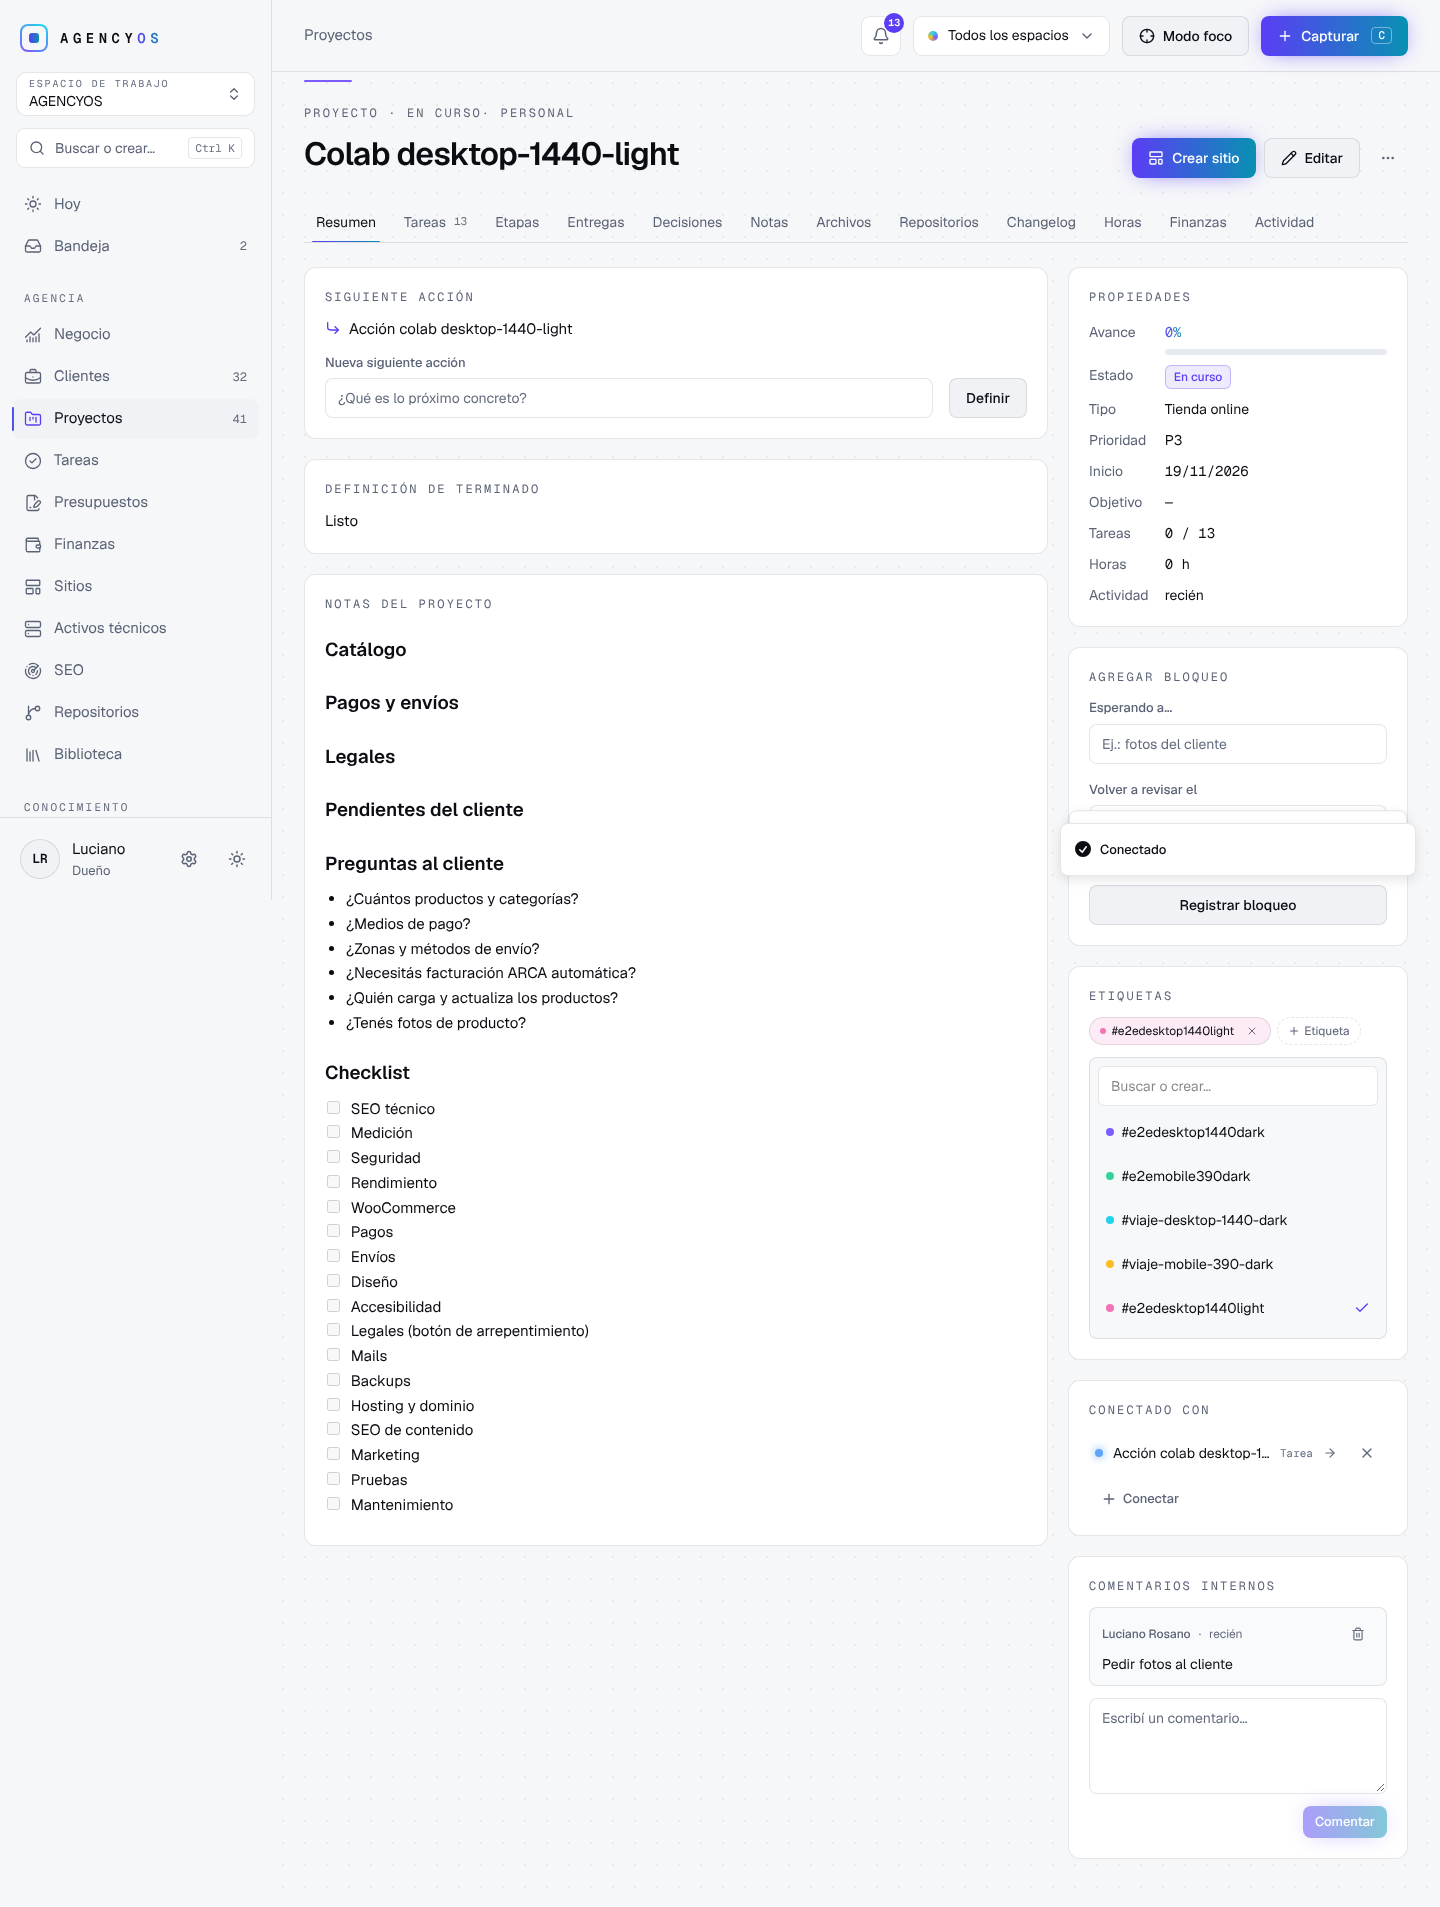 AGENCYOS
ESPACIO DE TRABAJO
AGENCYOS
Buscar o crear…
Ctrl K
Hoy
Bandeja
2
AGENCIA
Negocio
Clientes
32
Proyectos
41
Tareas
Presupuestos
Finanzas
Sitios
Activos técnicos
SEO
Repositorios
Biblioteca
CONOCIMIENTO
LR
Luciano
Dueño
Proyectos
13
Todos los espacios
Modo foco
Capturar
C
PROYECTO · EN CURSO· PERSONAL
Colab desktop-1440-light
Crear sitio
Editar
Resumen
Tareas 13
Etapas
Entregas
Decisiones
Notas
Archivos
Repositorios
Changelog
Horas
Finanzas
Actividad
SIGUIENTE ACCIÓN
Acción colab desktop-1440-light
Nueva siguiente acción
¿Qué es lo próximo concreto?
Definir
DEFINICIÓN DE TERMINADO
Listo
NOTAS DEL PROYECTO
Catálogo
Pagos y envíos
Legales
Pendientes del cliente
Preguntas al cliente
• ¿Cuántos productos y categorías?
• ¿Medios de pago?
• ¿Zonas y métodos de envío?
• ¿Necesitás facturación ARCA automática?
• ¿Quién carga y actualiza los productos?
• ¿Tenés fotos de producto?
Checklist
SEO técnico
Medición
Seguridad
Rendimiento
WooCommerce
Pagos
Envíos
Diseño
Accesibilidad
Legales (botón de arrepentimiento)
Mails
Backups
Hosting y dominio
SEO de contenido
Marketing
Pruebas
Mantenimiento
PROPIEDADES
Avance 0%
Estado En curso
Tipo Tienda online
Prioridad P3
Inicio 19/11/2026
Objetivo —
Tareas 0 / 13
Horas 0 h
Actividad recién
AGREGAR BLOQUEO
Esperando a…
Ej.: fotos del cliente
Volver a revisar el
Conectado
Registrar bloqueo
ETIQUETAS
#e2edesktop1440light
+ Etiqueta
Buscar o crear…
#e2edesktop1440dark
#e2emobile390dark
#viaje-desktop-1440-dark
#viaje-mobile-390-dark
#e2edesktop1440light
CONECTADO CON
Acción colab desktop-1… Tarea
+ Conectar
COMENTARIOS INTERNOS
Luciano Rosano · recién
Pedir fotos al cliente
Escribí un comentario…
Comentar